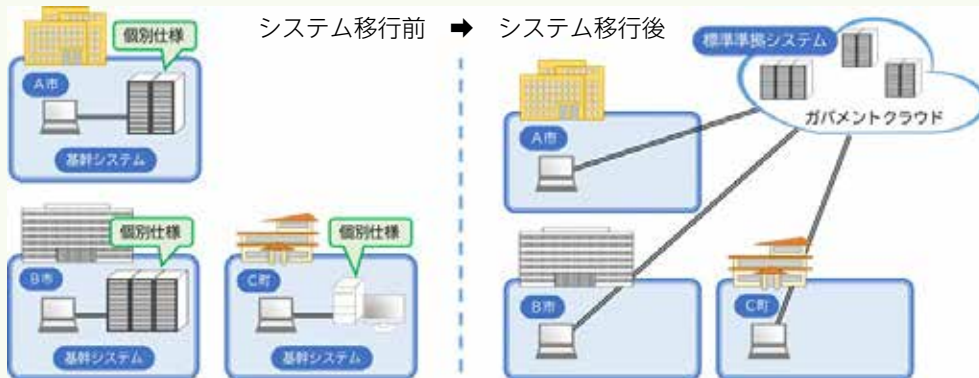 システム移行前 ➡ システム移行後
個別仕様
A市
基幹システム
個別仕様
B市
基幹システム
個別仕様
C町
基幹システム
標準準拠システム
ガバメントクラウド
A市
B市
C町